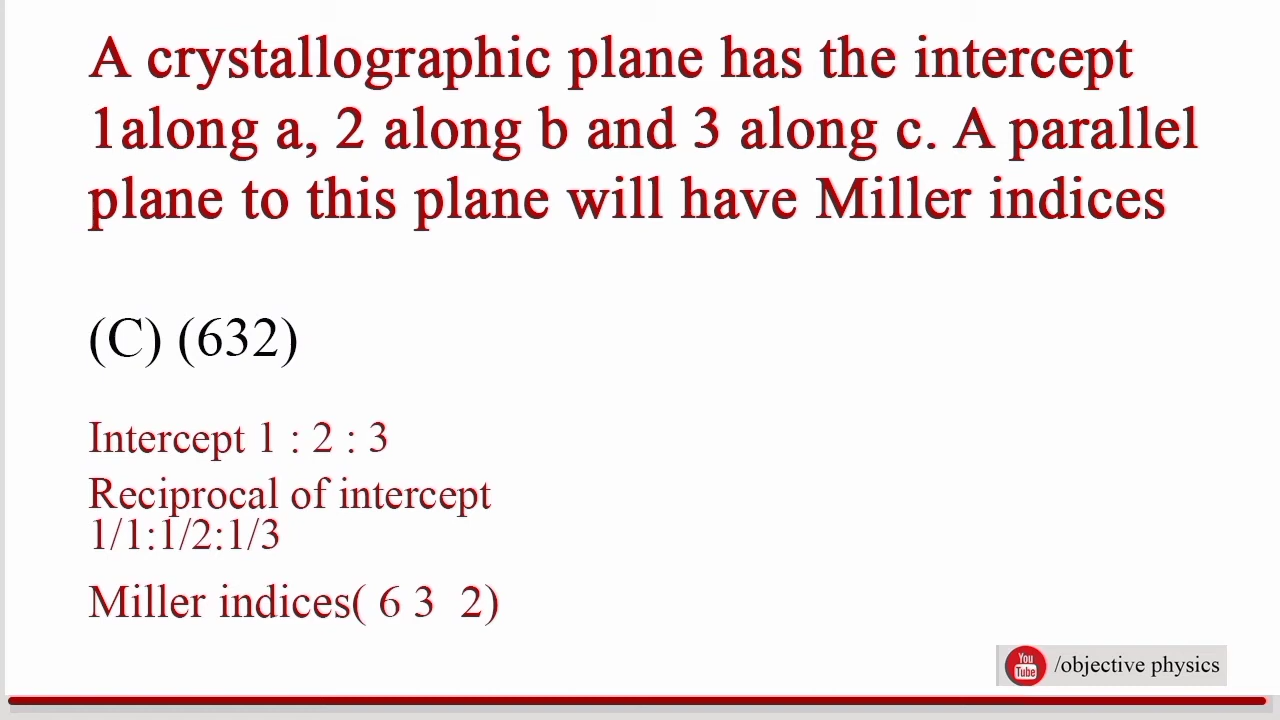 A crystallographic plane has the intercept
1along a, 2 along b and 3 along c. A parallel
plane to this plane will have Miller indices
(C) (632)
Intercept 1 : 2 : 3
Reciprocal of intercept
1/1:1/2:1/3
Miller indices( 6 3  2)
You
Tube
/objective physics